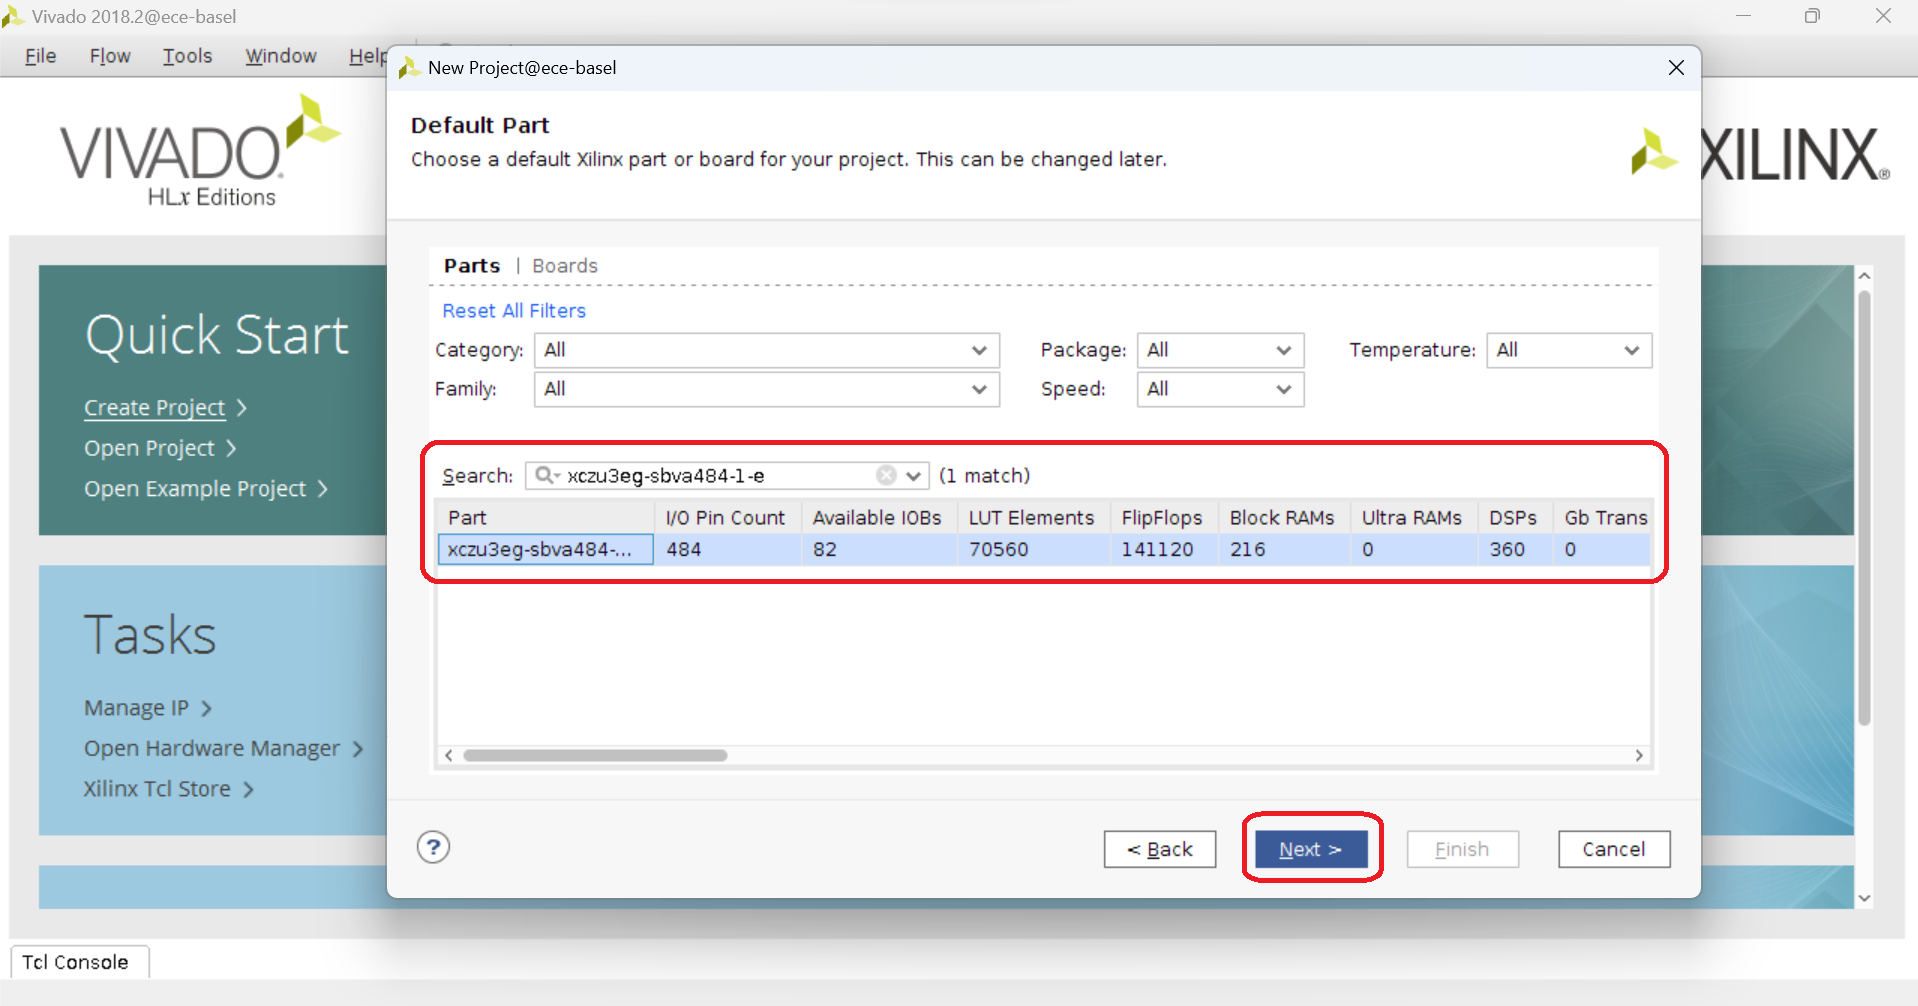 Vivado 2018.2@ece-basel
File Flow Tools Window Help
New Project@ece-basel
VIVADO
HLx Editions
Default Part
Choose a default Xilinx part or board for your project. This can be changed later.
XILINX®
Parts | Boards
Reset All Filters
Category: All Package: All Temperature: All
Family: All Speed: All
Quick Start
Create Project
Open Project
Open Example Project
Search: xczu3eg-sbva484-1-e (1 match)
Part I/O Pin Count Available IOBs LUT Elements FlipFlops Block RAMs Ultra RAMs DSPs Gb Trans
xczu3eg-sbva484-... 484 82 70560 141120 216 0 360 0
Tasks
Manage IP
Open Hardware Manager
Xilinx Tcl Store
? < Back Next > Finish Cancel
Tcl Console